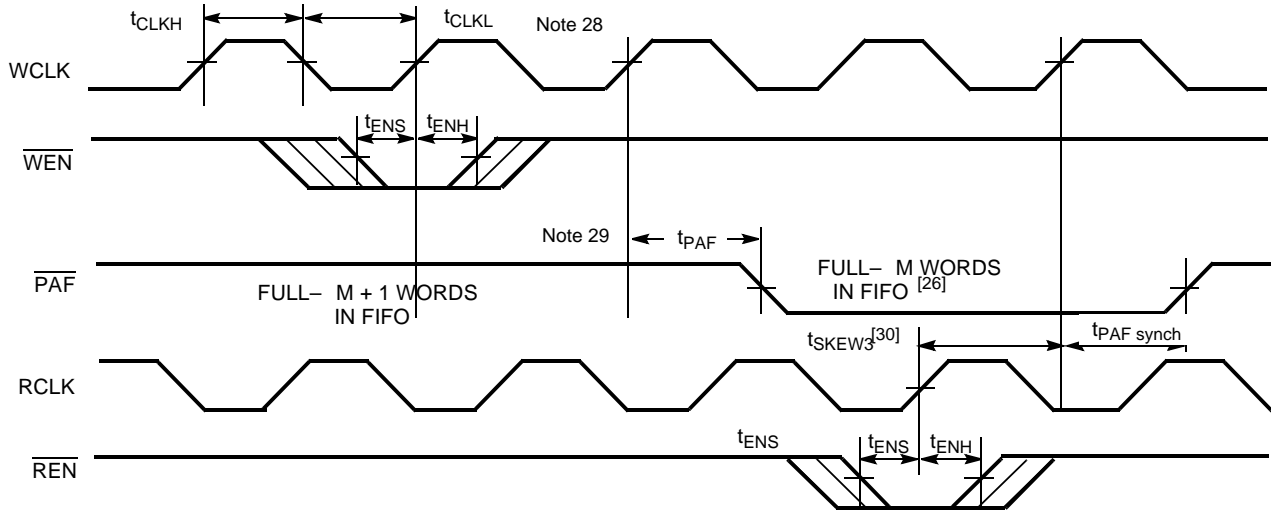 tCLKH
tCLKL
Note 28
WCLK
tENS
tENH
WEN
Note 29
tPAF
PAF
FULL– M + 1 WORDS
IN FIFO
FULL– M WORDS
IN FIFO [26]
tSKEW3[30]
tPAF synch
RCLK
tENS
tENS
tENH
REN